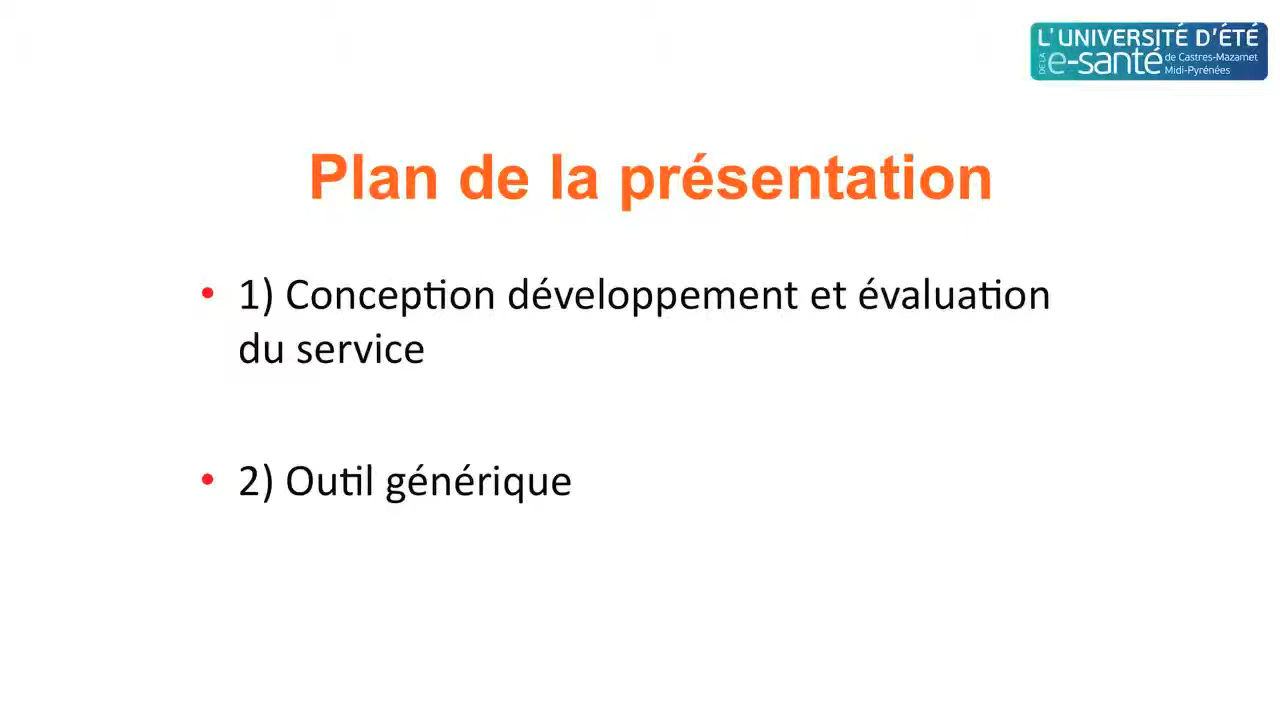 L'UNIVERSITÉ D'ÉTÉ
DE LA e-santé de Castres-Mazamet
Midi-Pyrénées
Plan de la présentation
• 1) Conception développement et évaluation
du service
• 2) Outil générique